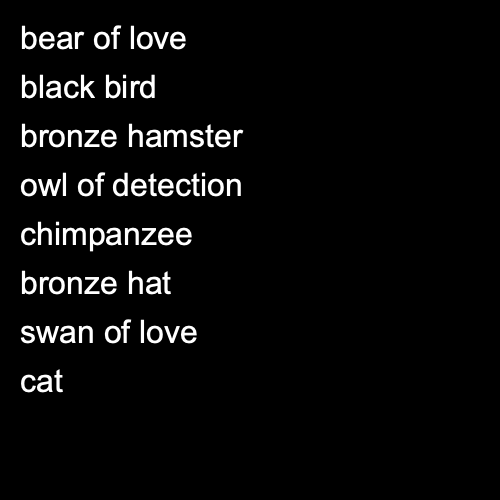 bear of love
black bird
bronze hamster
owl of detection
chimpanzee
bronze hat
swan of love
cat